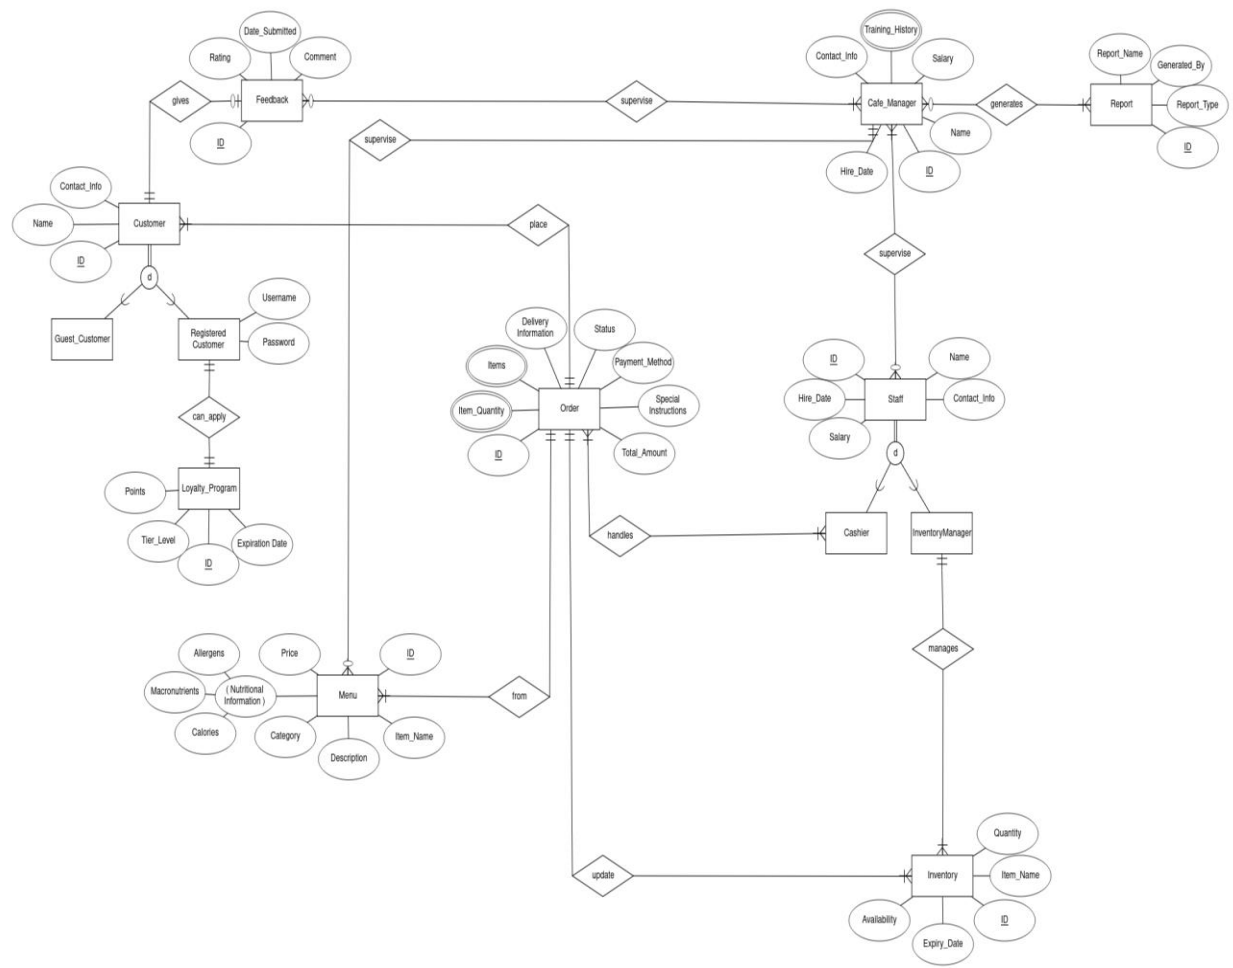 Date_Submitted
Rating
Comment
gives
Feedback
ID
supervise
supervise
Training_History
Contact_Info
Salary
Cafe_Manager
Name
Hire_Date
ID
generates
Report_Name
Generated_By
Report
Report_Type
ID
Contact_Info
Name
Customer
ID
place
supervise
d
Guest_Customer
Registered
Customer
Username
Password
can_apply
Points
Loyalty_Program
Tier_Level
ID
Expiration Date
Delivery
Information
Status
Items
Payment_Method
Item_Quantity
Order
Special
Instructions
ID
Total_Amount
ID
Name
Hire_Date
Staff
Contact_Info
Salary
d
handles
Cashier
InventoryManager
manages
Allergens
Price
ID
Macronutrients
( Nutritional
Information )
Menu
from
Calories
Category
Item_Name
Description
update
Quantity
Inventory
Item_Name
Availability
ID
Expiry_Date